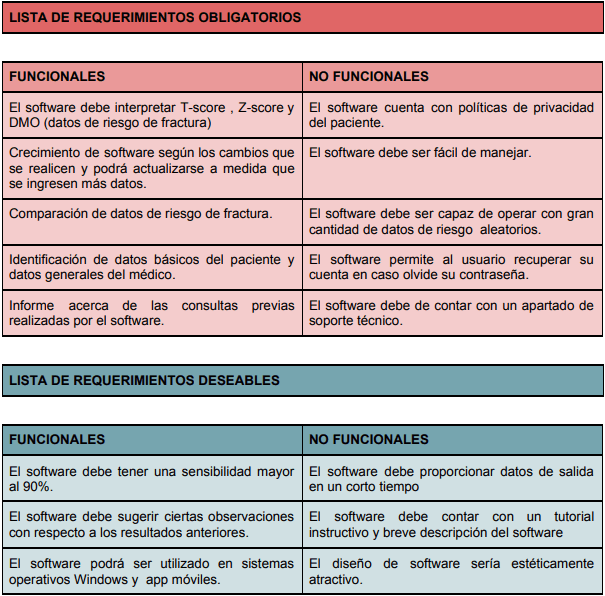 LISTA DE REQUERIMIENTOS OBLIGATORIOS
FUNCIONALES
NO FUNCIONALES
El software debe interpretar T-score , Z-score y
DMO (datos de riesgo de fractura)
El software cuenta con políticas de privacidad
del paciente.
Crecimiento de software según los cambios que
se realicen y podrá actualizarse a medida que
se ingresen más datos.
El software debe ser fácil de manejar.
Comparación de datos de riesgo de fractura.
El software debe ser capaz de operar con gran
cantidad de datos de riesgo aleatorios.
Identificación de datos básicos del paciente y
datos generales del médico.
El software permite al usuario recuperar su
cuenta en caso olvide su contraseña.
Informe acerca de las consultas previas
realizadas por el software.
El software debe de contar con un apartado de
soporte técnico.
LISTA DE REQUERIMIENTOS DESEABLES
FUNCIONALES
NO FUNCIONALES
El software debe tener una sensibilidad mayor
al 90%.
El software debe proporcionar datos de salida
en un corto tiempo
El software debe sugerir ciertas observaciones
con respecto a los resultados anteriores.
El software debe contar con un tutorial
instructivo y breve descripción del software
El software podrá ser utilizado en sistemas
operativos Windows y app móviles.
El diseño de software sería estéticamente
atractivo.